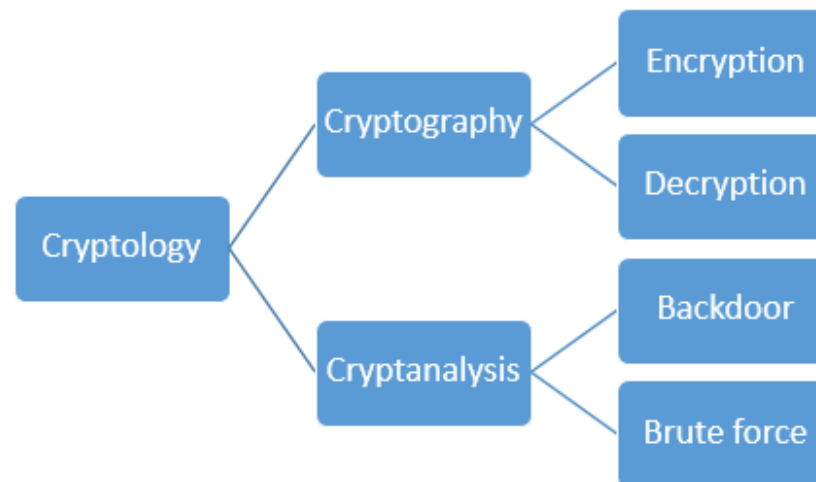 Cryptology
Cryptography
Encryption
Decryption
Cryptanalysis
Backdoor
Brute force